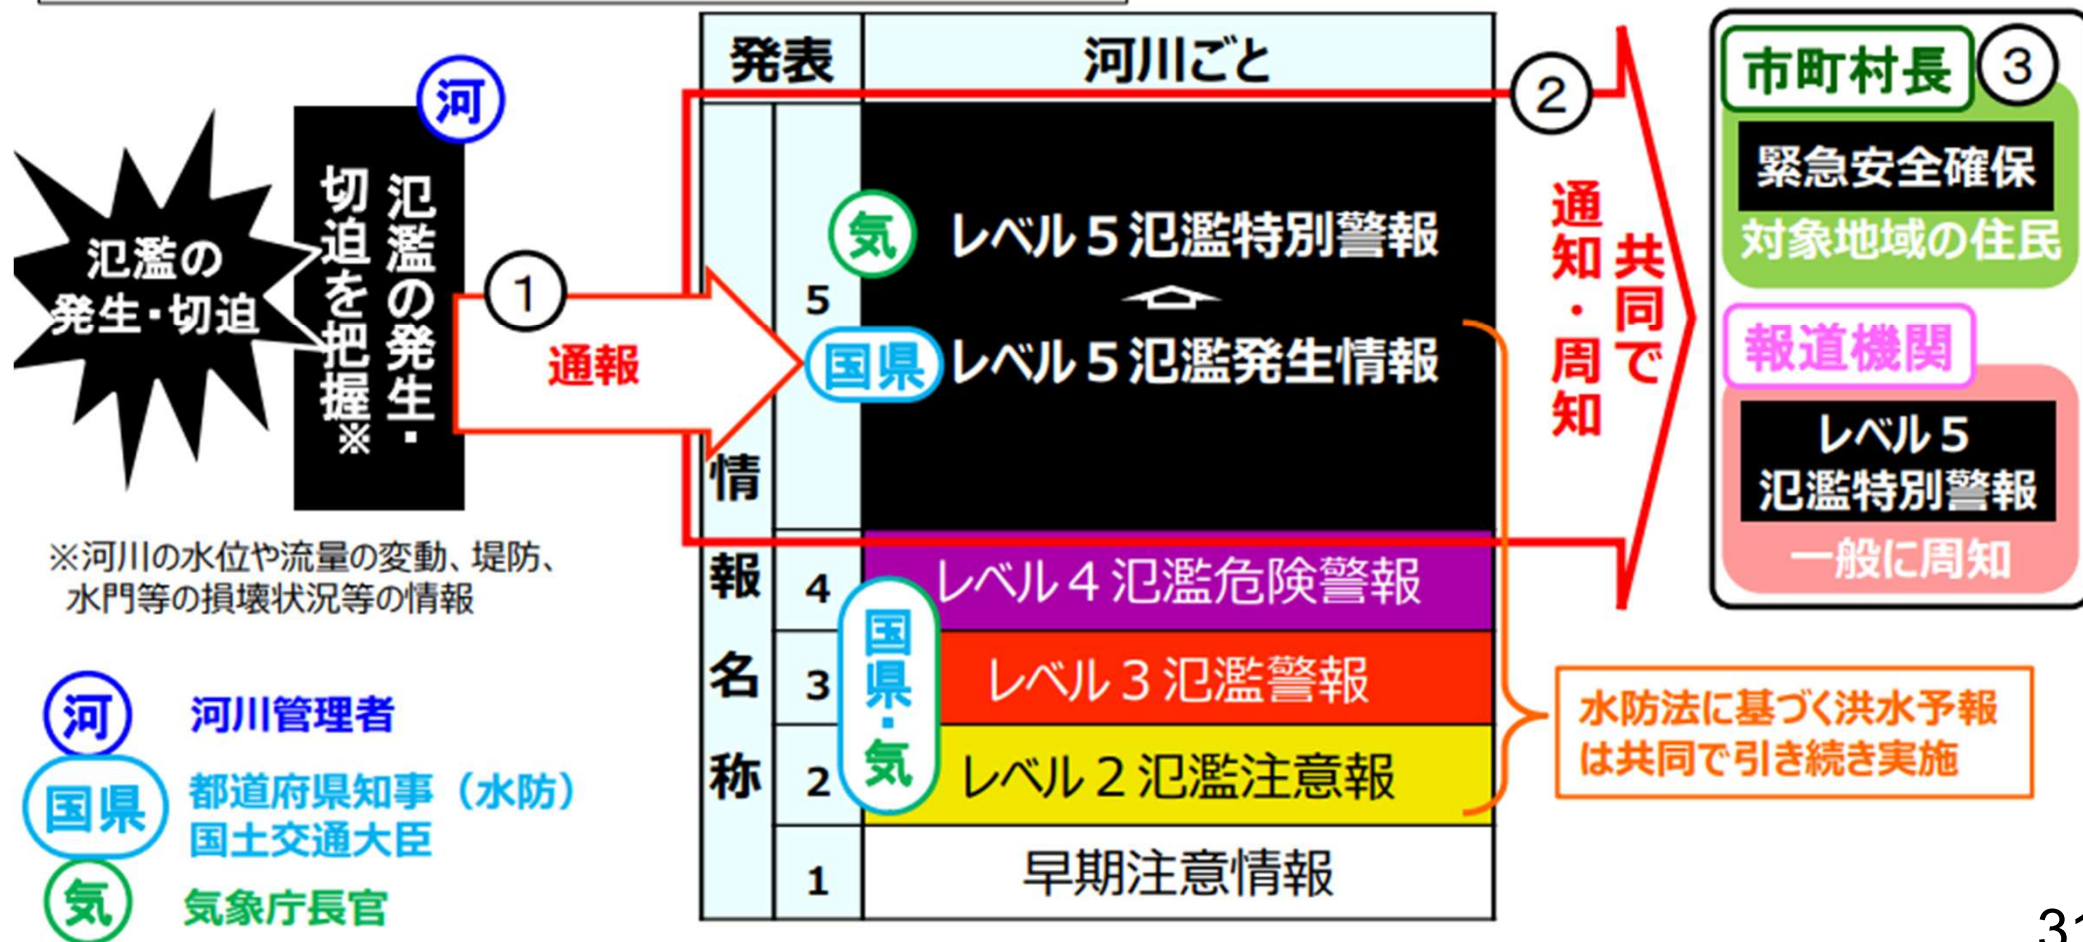 氾濫の
発生・切迫
氾濫の発生・
切迫を把握※
河
※河川の水位や流量の変動、堤防、
水門等の損壊状況等の情報
河 河川管理者
国県 都道府県知事（水防）
国土交通大臣
気 気象庁長官
①
通報
発表 河川ごと
情報名称
5
気 レベル５氾濫特別警報
国県 レベル５氾濫発生情報
国県・気
4 レベル４氾濫危険警報
3 レベル３氾濫警報
2 レベル２氾濫注意報
1 早期注意情報
②
共同で
通知・周知
市町村長 ③
緊急安全確保
対象地域の住民
報道機関
レベル５
氾濫特別警報
一般に周知
水防法に基づく洪水予報
は共同で引き続き実施
31